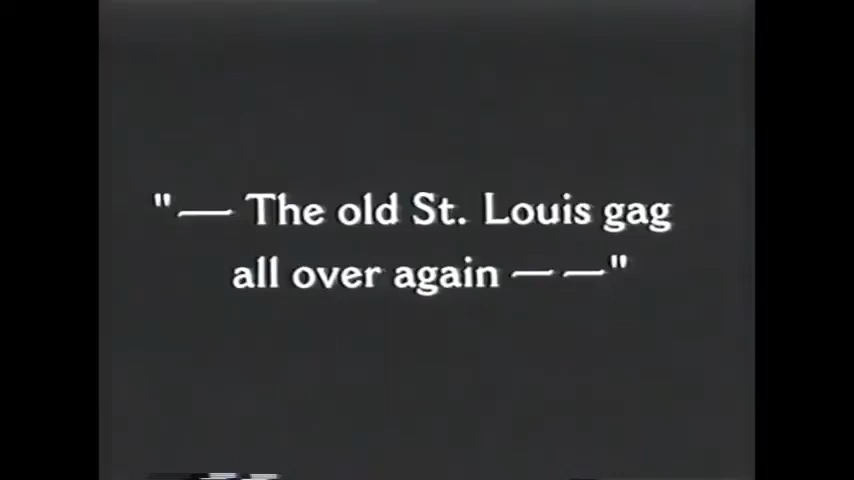 "— The old St. Louis gag
all over again — —"